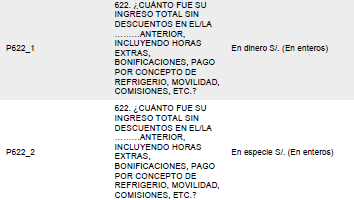 622. ¿CUÁNTO FUE SU
INGRESO TOTAL SIN
DESCUENTOS EN EL/LA
………ANTERIOR,
P622_1 INCLUYENDO HORAS En dinero S/. (En enteros)
EXTRAS,
BONIFICACIONES, PAGO
POR CONCEPTO DE
REFRIGERIO, MOVILIDAD,
COMISIONES, ETC.?
622. ¿CUÁNTO FUE SU
INGRESO TOTAL SIN
DESCUENTOS EN EL/LA
………ANTERIOR,
P622_2 INCLUYENDO HORAS En especie S/. (En enteros)
EXTRAS,
BONIFICACIONES, PAGO
POR CONCEPTO DE
REFRIGERIO, MOVILIDAD,
COMISIONES, ETC.?